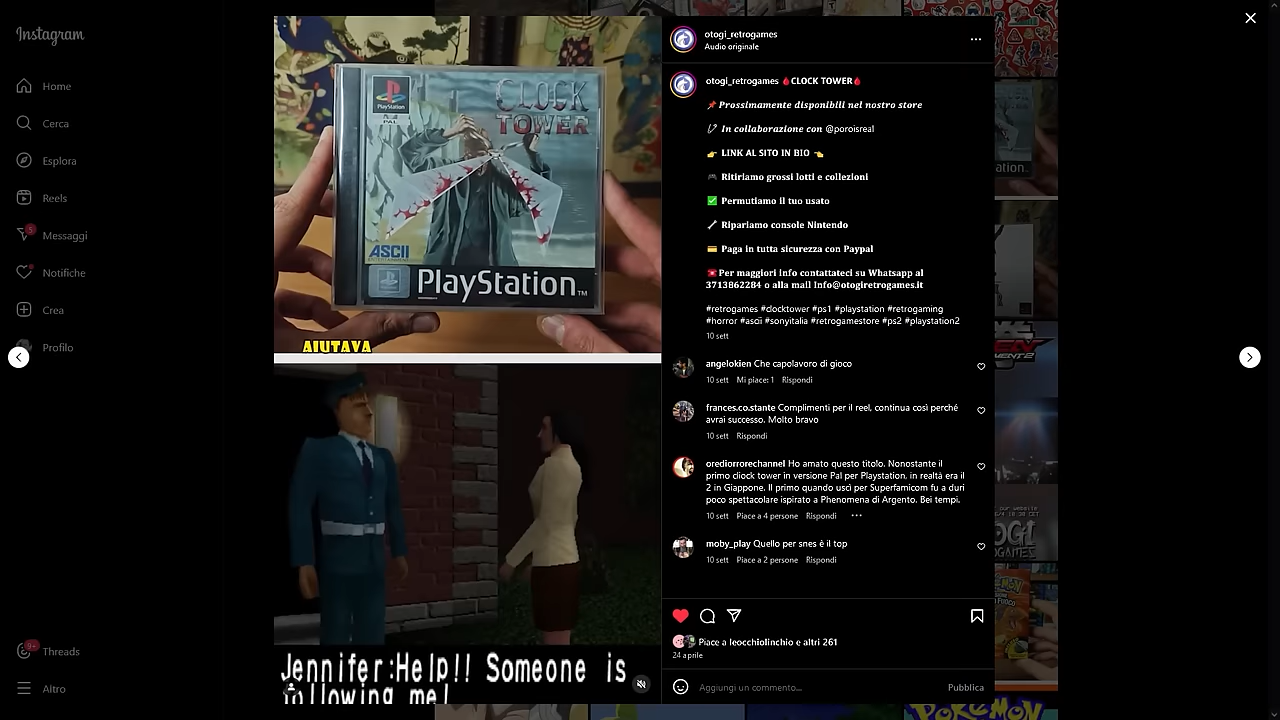 Instagram
Home
Cerca
Esplora
Reels
5
Messaggi
Notifiche
Crea
Profilo
9+
Threads
Altro
PlayStation
PAL
CLOCK
TOWER
ASCII
PlayStation™
AIUTAVA
Jennifer:Help!! Someone is
following me!
otogi_retrogames
Audio originale
otogi_retrogames 🩸CLOCK TOWER🩸
📌 Prossimamente disponibili nel nostro store
In collaborazione con @poroisreal
👉 LINK AL SITO IN BIO 👈
🎮 Ritiriamo grossi lotti e collezioni
✅ Permutiamo il tuo usato
Ripariamo console Nintendo
💳 Paga in tutta sicurezza con Paypal
Per maggiori info contattateci su Whatsapp al
3713862284 o alla mail Info@otogiretrogames.it
#retrogames #clocktower #ps1 #playstation #retrogaming
#horror #ascii #sonyitalia #retrogamestore #ps2 #playstation2
10 sett
angelokien Che capolavoro di gioco
10 sett Mi piace: 1 Rispondi
frances.co.stante Complimenti per il reel, continua così perché
avrai successo. Molto bravo
10 sett Rispondi
orediorrorechannel Ho amato questo titolo. Nonostante il
primo cliock tower in versione Pal per Playstation, in realtà era il
2 in Giappone. Il primo quando uscì per Superfamicom fu a duri
poco spettacolare ispirato a Phenomena di Argento. Bei tempi.
10 sett Piace a 4 persone Rispondi ...
moby_play Quello per snes è il top
10 sett Piace a 2 persone Rispondi
Piace a leocchiolinchio e altri 261
24 aprile
Aggiungi un commento...
Pubblica
POKÉMON